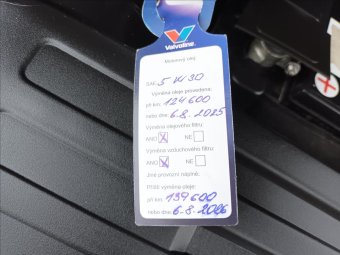 Valvoline
Motorový olej
SAE: 5W30
Výměna oleje provedena:
při km: 124 600
nebo dne: 6.8.2025
Výměna olejového filtru:
ANO X NE
Výměna vzduchového filtru:
ANO X NE
Jiné provozní náplně:
Příští výměna oleje:
při km: 139 600
nebo dne: 6-8.2026